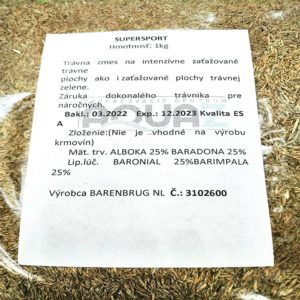 SUPERSPORT
Hmotnosť: 1kg
Trávna zmes na intenzívne zaťažované
trávne
plochy ako i zaťažované plochy trávnej
zelene.
Záruka dokonalého trávnika pre
náročných.
Bakl.: 03.2022 Exp.: 12.2023 Kvalita ES
A
Zloženie:(Nie je vhodné na výrobu
krmovín)
Mät. trv. ALBOKA 25% BARADONA 25%
Lip.lúč. BARONIAL 25%BARIMPALA
25%
Výrobca BARENBRUG NL Č.: 3102600